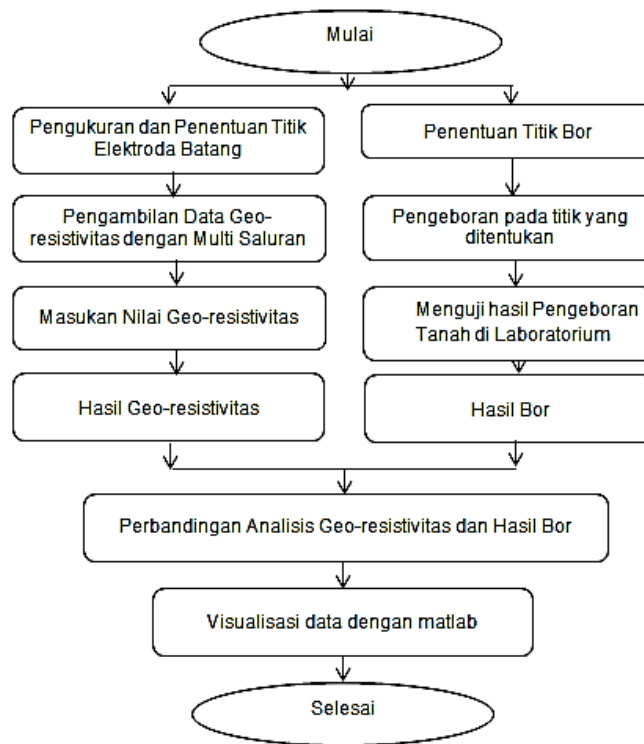 Mulai
Pengukuran dan Penentuan Titik
Elektroda Batang
Pengambilan Data Geo-
resistivitas dengan Multi Saluran
Masukan Nilai Geo-resistivitas
Hasil Geo-resistivitas
Penentuan Titik Bor
Pengeboran pada titik yang
ditentukan
Menguji hasil Pengeboran
Tanah di Laboratorium
Hasil Bor
Perbandingan Analisis Geo-resistivitas dan Hasil Bor
Visualisasi data dengan matlab
Selesai